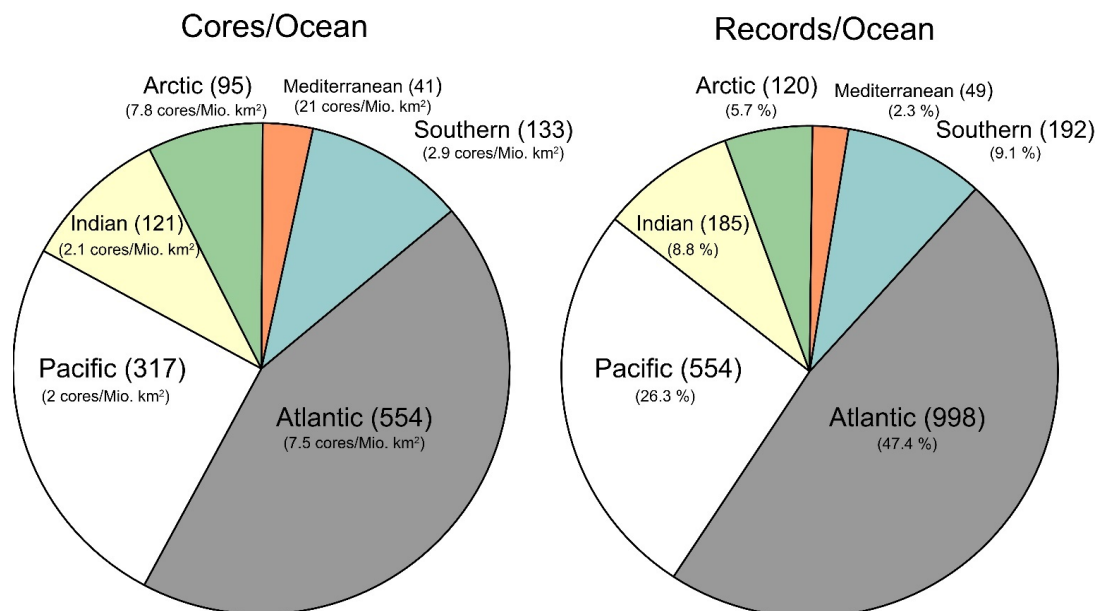 Cores/Ocean
Arctic (95)
(7.8 cores/Mio. km²)
Mediterranean (41)
(21 cores/Mio. km²)
Southern (133)
(2.9 cores/Mio. km²)
Indian (121)
(2.1 cores/Mio. km²)
Pacific (317)
(2 cores/Mio. km²)
Atlantic (554)
(7.5 cores/Mio. km²)
Records/Ocean
Arctic (120)
(5.7 %)
Mediterranean (49)
(2.3 %)
Southern (192)
(9.1 %)
Indian (185)
(8.8 %)
Pacific (554)
(26.3 %)
Atlantic (998)
(47.4 %)